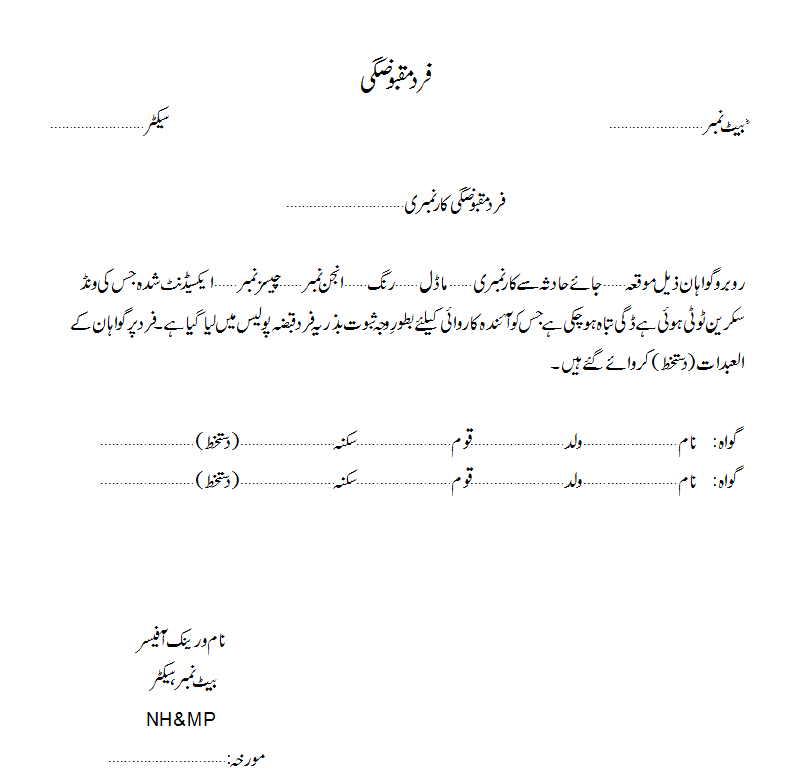 فرد مقبوضگی
بیٹ نمبر........................ سیکٹر........................
فرد مقبوضگی کار نمبری..............................
روبرو گواہان ذیل موقعہ ...... جائے حادثہ سے کار نمبری ...... ماڈل ...... رنگ ...... انجن نمبر ...... چیسز نمبر ...... ایکسیڈنٹ شدہ جس کی ونڈ
سکرین ٹوٹی ہوئی ہے ڈگی تباہ ہوچکی ہے جس کو آئندہ کاروائی کیلئے بطور وجہ ثبوت بذریہ فرد قبضہ پولیس میں لیا گیا ہے۔ فرد پر گواہان کے
العبدات (دستخط) کروائے گئے ہیں ۔
گواہ: نام........................ولد........................قوم........................سکنہ........................(دستخط)........................
گواہ: نام........................ولد........................قوم........................سکنہ........................(دستخط)........................
نام و رینک آفیسر
بیٹ نمبر، سیکٹر
NH&MP
مورخہ:..............................